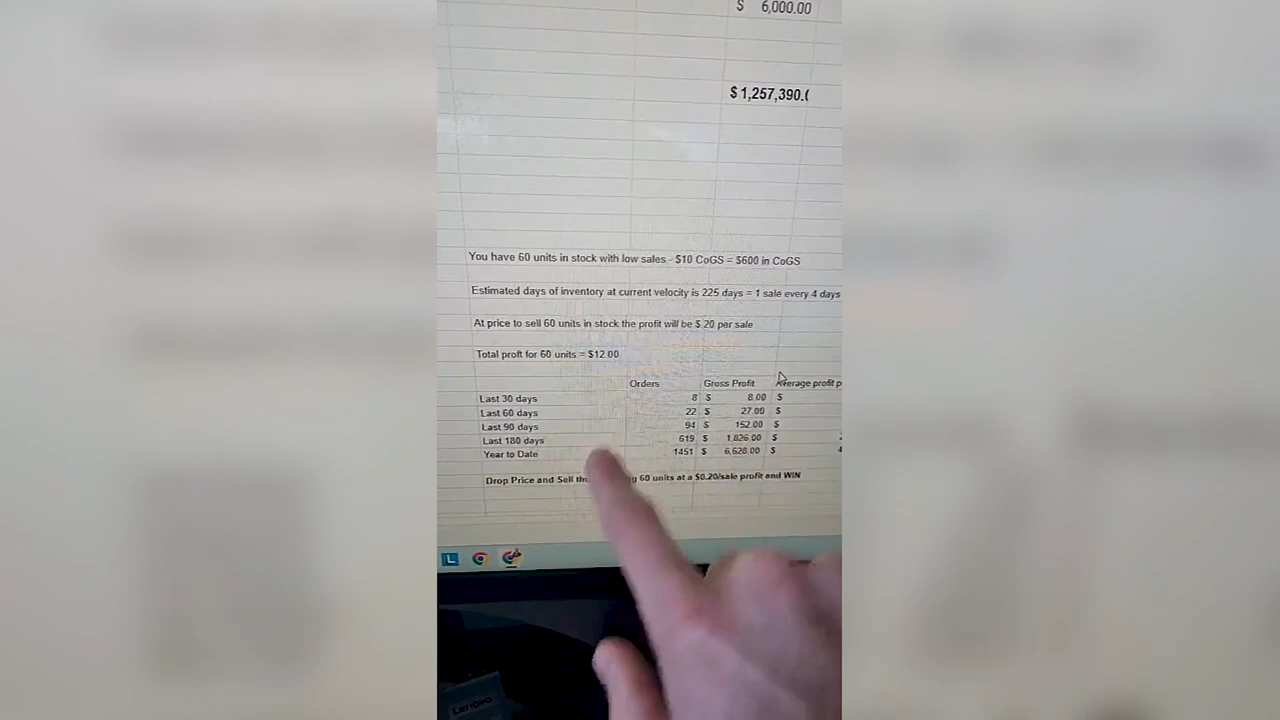 $ 6,000.00
$ 1,257,390.(
You have 60 units in stock with low sales - $10 CoGS = $600 in CoGS
Estimated days of inventory at current velocity is 225 days = 1 sale every 4 days
At price to sell 60 units in stock the profit will be $.20 per sale
Total proft for 60 units = $12.00
Orders Gross Profit Average profit p
Last 30 days 8 $ 8.00 $
Last 60 days 22 $ 27.00 $
Last 90 days 94 $ 152.00 $
Last 180 days 619 $ 1,826.00 $
Year to Date 1451 $ 6,628.00 $ 4
Drop Price and Sell 60 units at a $0.20/sale profit and WIN
L
Lenovo